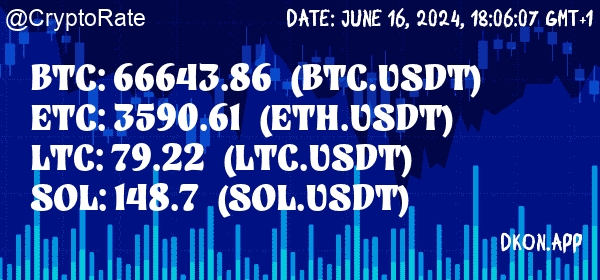 @CryptoRate
DATE: JUNE 16, 2024, 18:06:07 GMT+1
BTC: 66643.86 (BTC.USDT)
ETC: 3590.61 (ETH.USDT)
LTC: 79.22 (LTC.USDT)
SOL: 148.7 (SOL.USDT)
DKON.APP